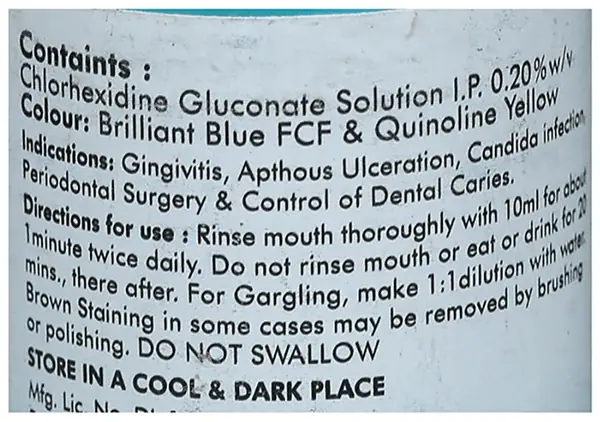 Containts :
Chlorhexidine Gluconate Solution I.P. 0.20%w/v
Colour: Brilliant Blue FCF & Quinoline Yellow
Indications: Gingivitis, Apthous Ulceration, Candida infection,
Periodontal Surgery & Control of Dental Caries.
Directions for use : Rinse mouth thoroughly with 10ml for about
1minute twice daily. Do not rinse mouth or eat or drink for 20
mins., there after. For Gargling, make 1:1dilution with water.
Brown Staining in some cases may be removed by brushing
or polishing. DO NOT SWALLOW
STORE IN A COOL & DARK PLACE
Mfg. Lic. No.